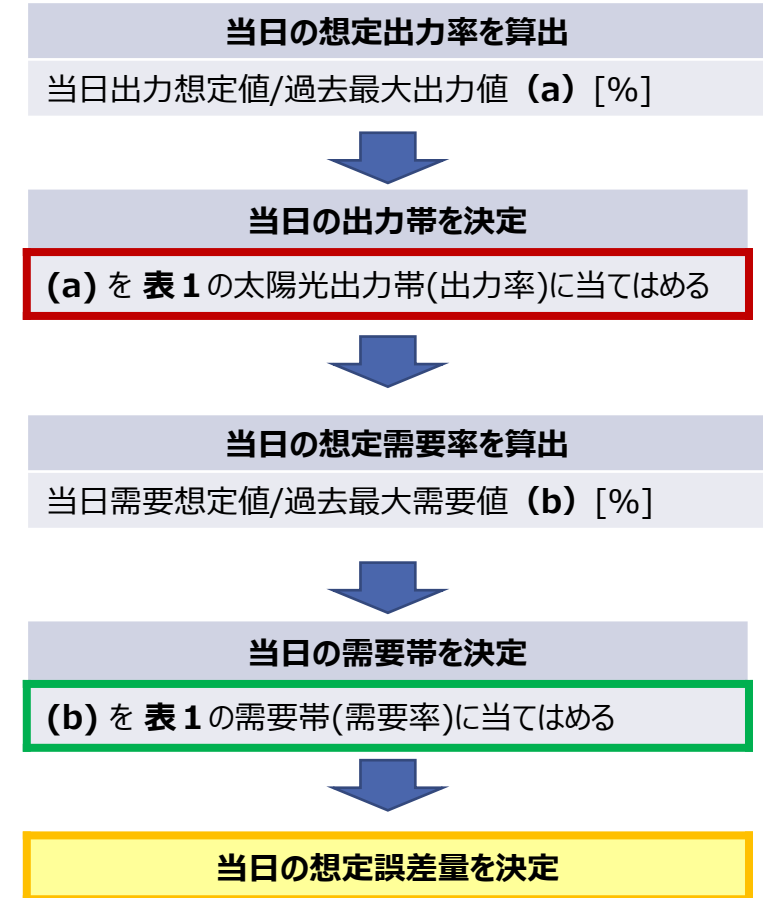 当日の想定出力率を算出
当日出力想定値/過去最大出力値（a）[%]
当日の出力帯を決定
(a) を 表１の太陽光出力帯(出力率)に当てはめる
当日の想定需要率を算出
当日需要想定値/過去最大需要値（b）[%]
当日の需要帯を決定
(b) を 表１の需要帯(需要率)に当てはめる
当日の想定誤差量を決定